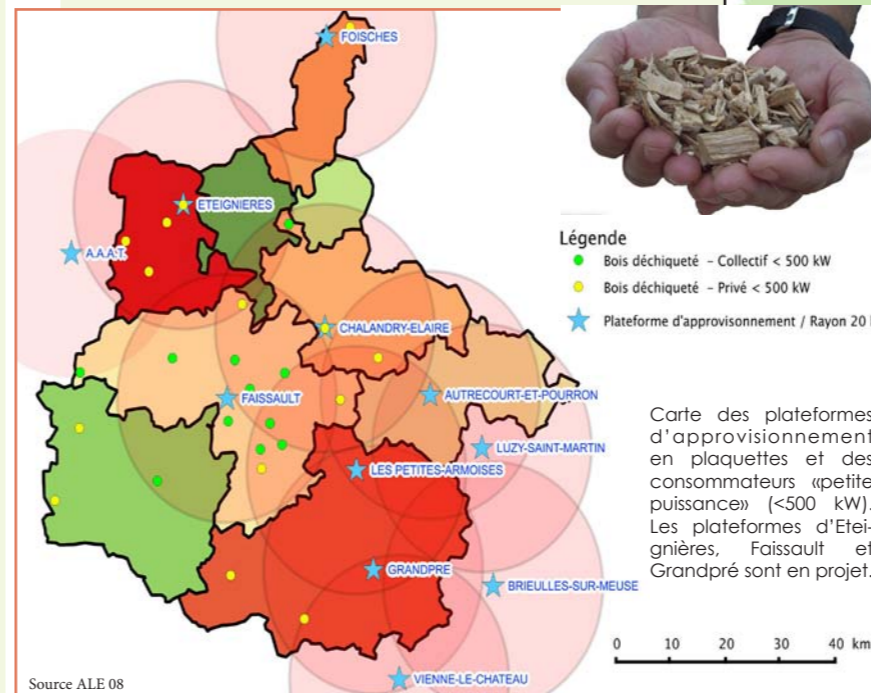 FOISCHES
ETEIGNIERES
A.A.A.T.
CHALANDRY-ELAIRE
FAISSAULT
AUTRECOURT-ET-POURRON
LUZY-SAINT-MARTIN
LES PETITES-ARMOISES
GRANDPRE
BRIEULLES-SUR-MEUSE
VIENNE-LE-CHATEAU
Source ALE 08
Légende
Bois déchiqueté - Collectif < 500 kW
Bois déchiqueté - Privé < 500 kW
Plateforme d'approvisonnement / Rayon 20
Carte des plateformes
d'approvisionnement
en plaquettes et des
consommateurs «petite
puissance» (<500 kW).
Les plateformes d'Etei-
gnières, Faissault et
Grandpré sont en projet.
0 10 20 30 40 km